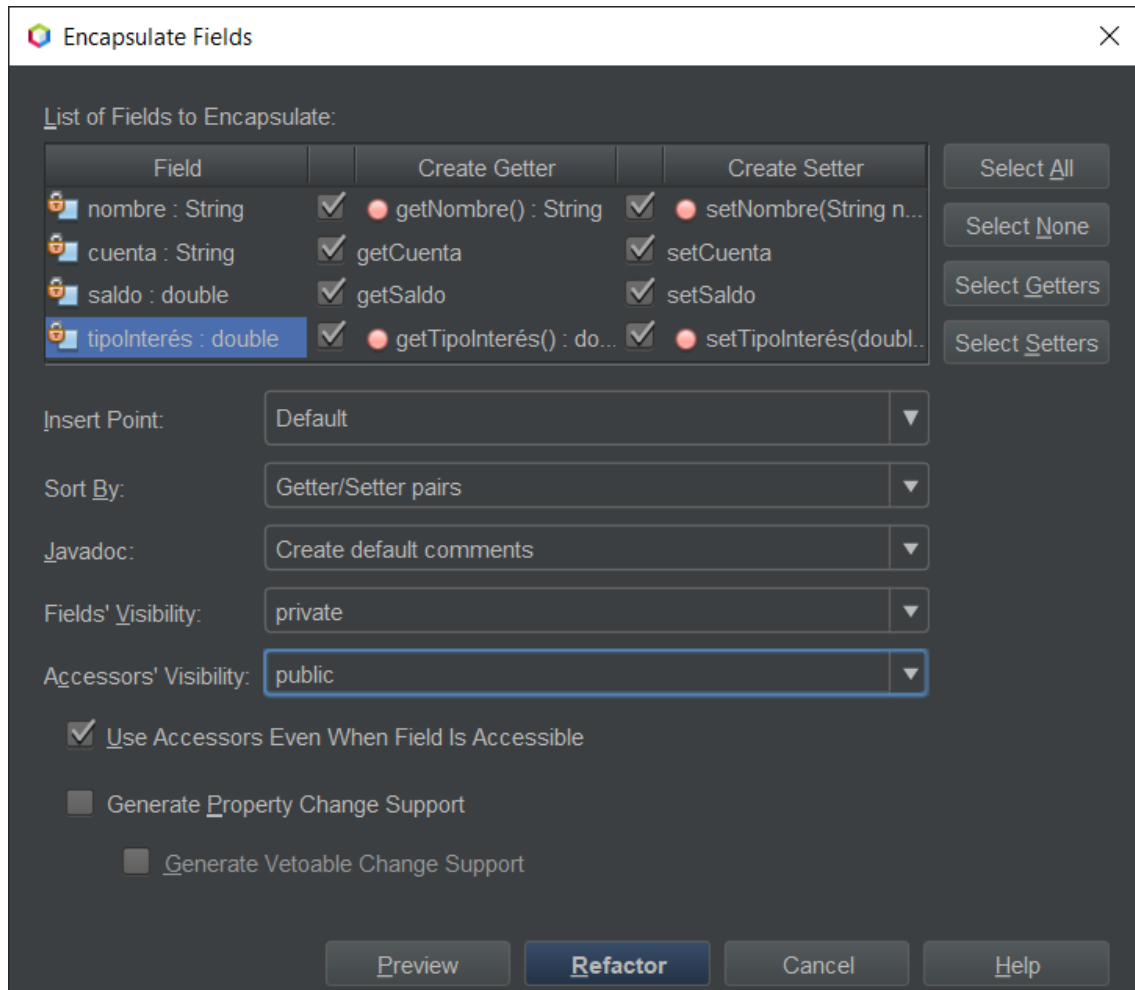 Encapsulate Fields
List of Fields to Encapsulate:
Field Create Getter Create Setter
nombre : String getNombre() : String setNombre(String n...
cuenta : String getCuenta setCuenta
saldo : double getSaldo setSaldo
tipoInterés : double getTipoInterés() : do... setTipoInterés(doubl...
Select All
Select None
Select Getters
Select Setters
Insert Point: Default
Sort By: Getter/Setter pairs
Javadoc: Create default comments
Fields' Visibility: private
Accessors' Visibility: public
Use Accessors Even When Field Is Accessible
Generate Property Change Support
Generate Vetoable Change Support
Preview Refactor Cancel Help